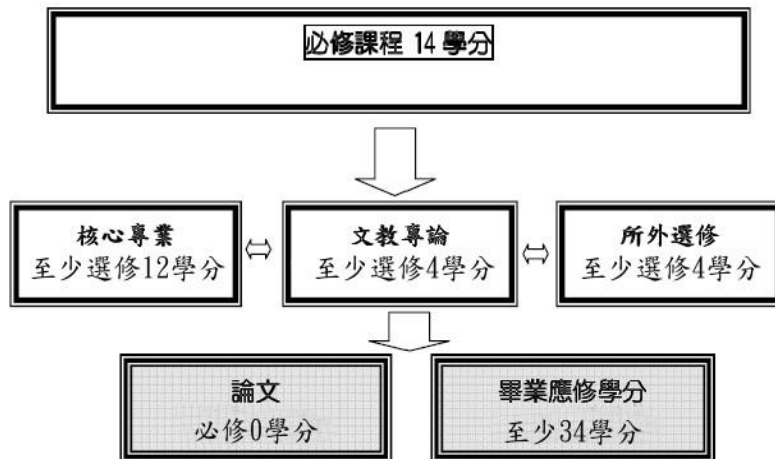 必修課程 14 學分
核心專業
至少選修12學分
文教專論
至少選修4學分
所外選修
至少選修4學分
論文
必修0學分
畢業應修學分
至少34學分